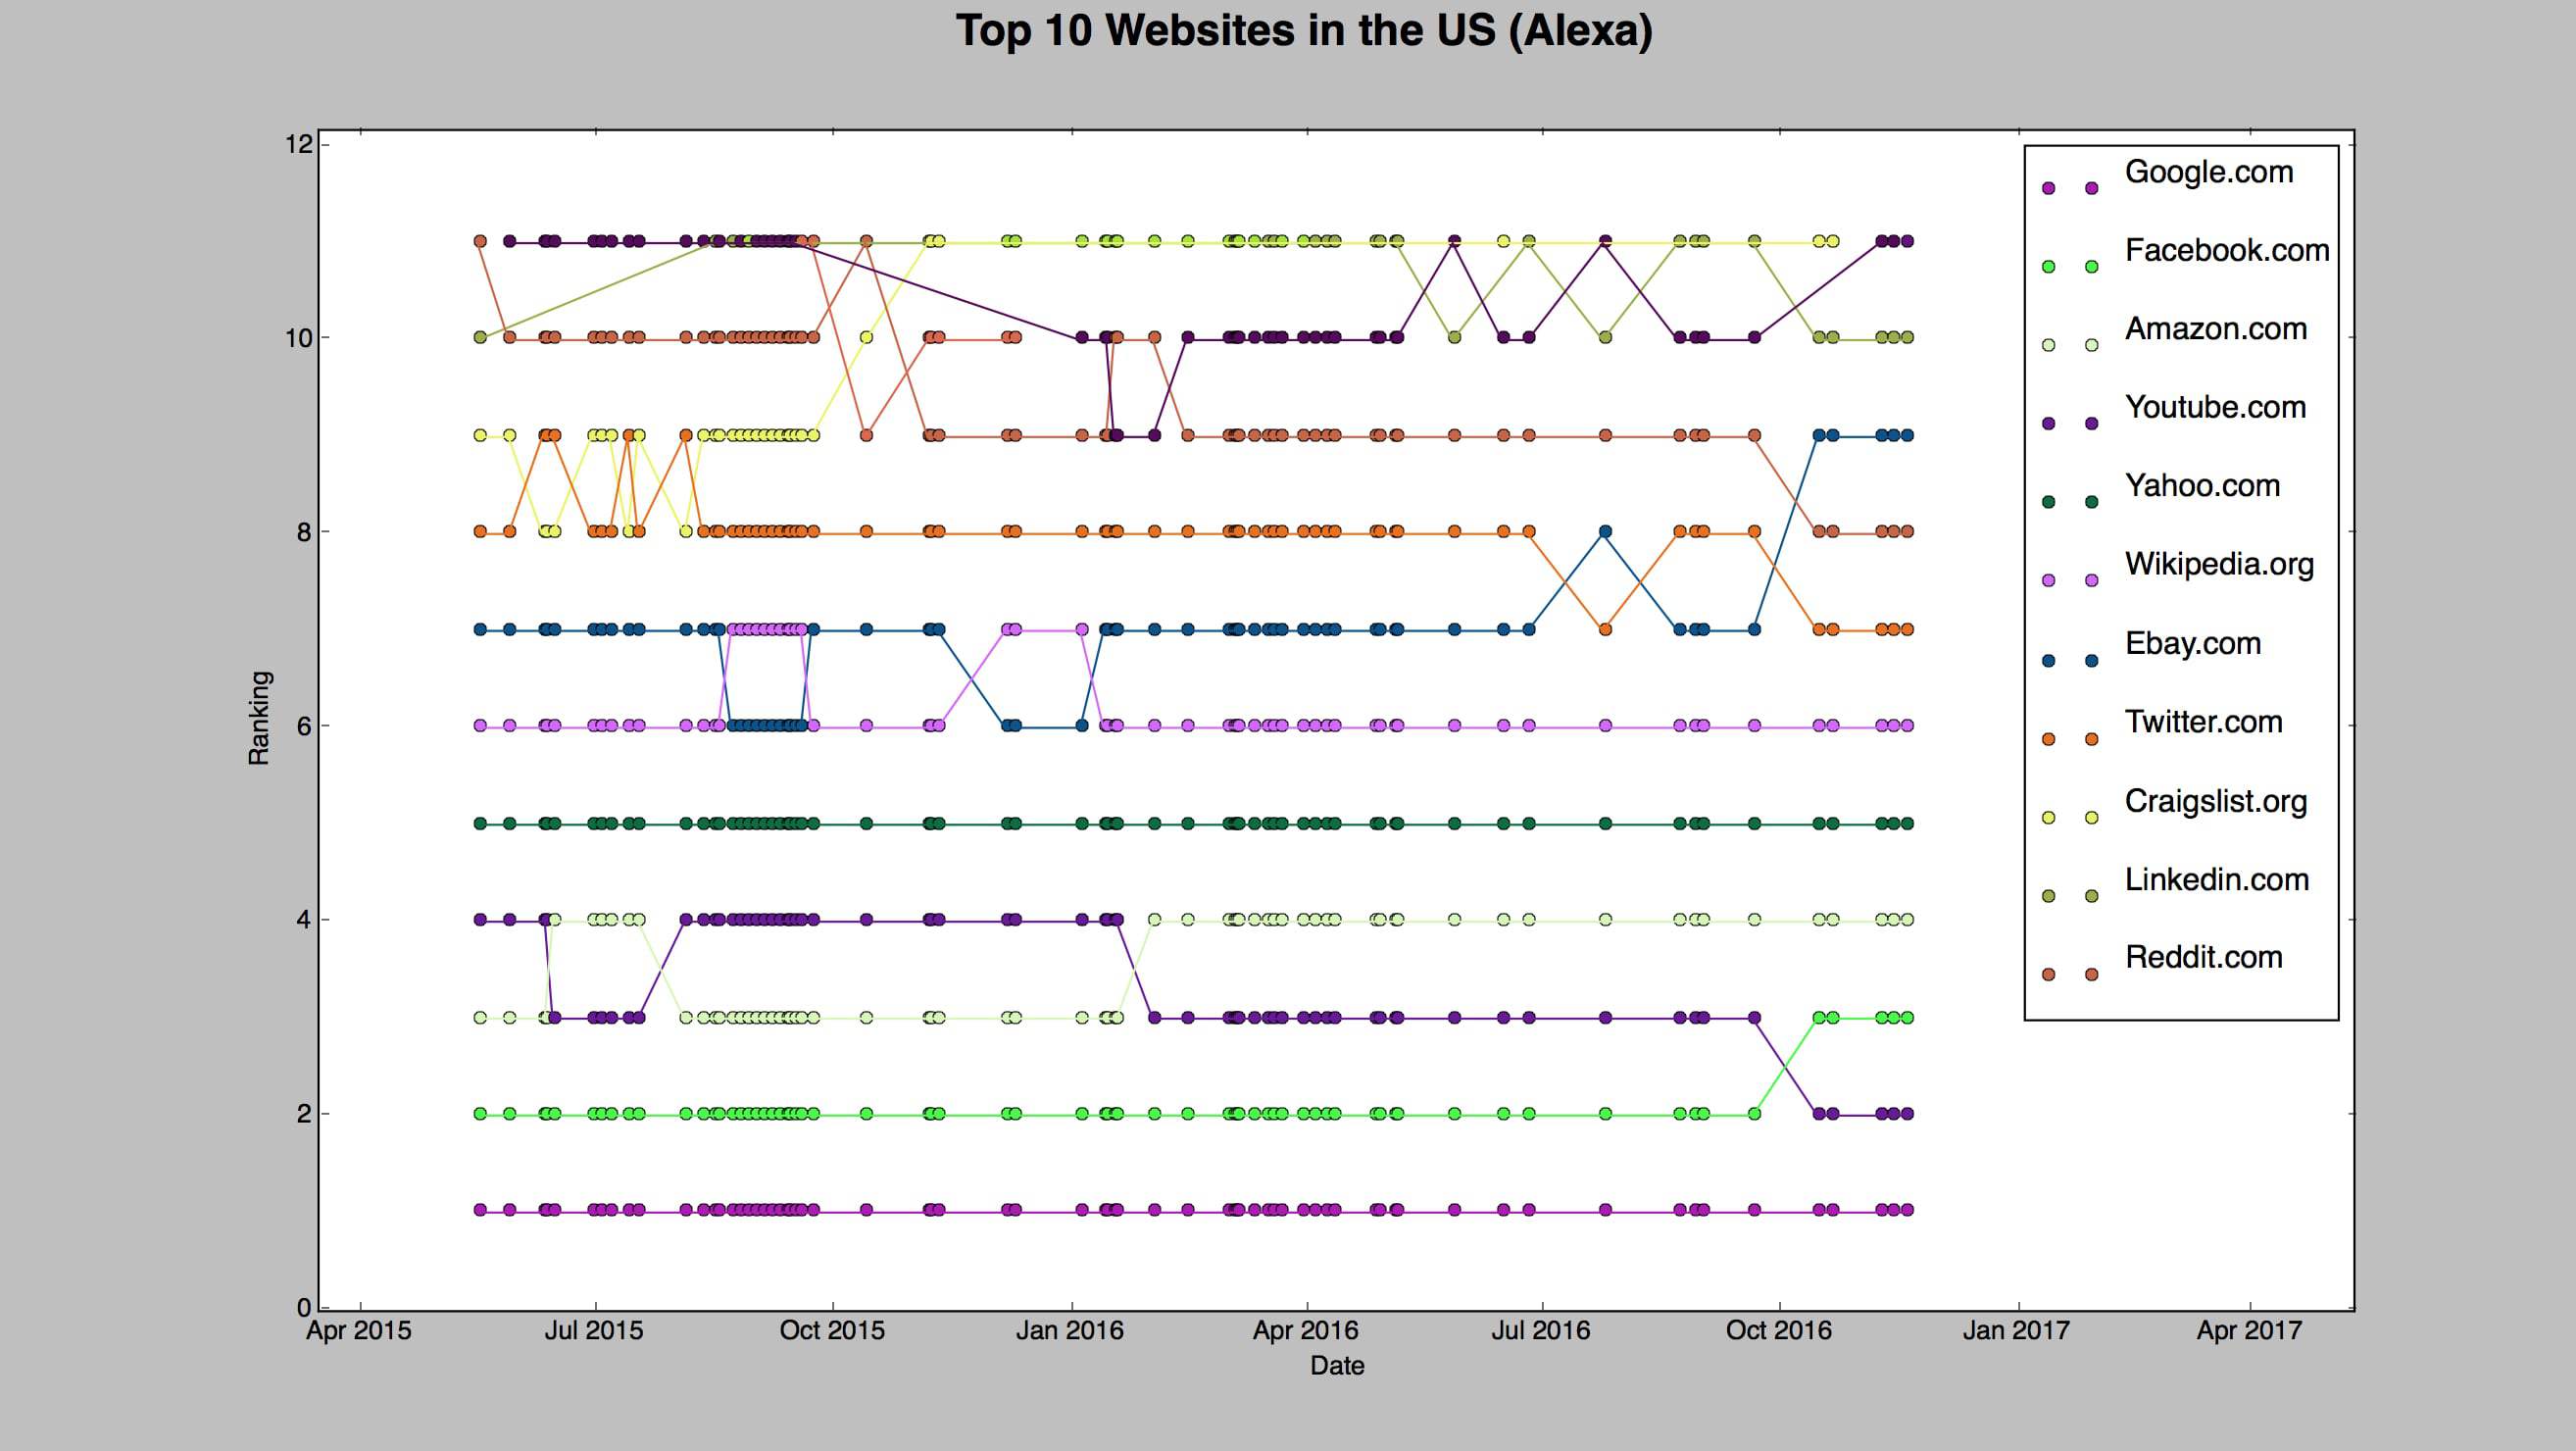 Top 10 Websites in the US (Alexa)
12
10
8
6
4
2
0
Ranking
Apr 2015
Jul 2015
Oct 2015
Jan 2016
Apr 2016
Jul 2016
Oct 2016
Jan 2017
Apr 2017
Date
Google.com
Facebook.com
Amazon.com
Youtube.com
Yahoo.com
Wikipedia.org
Ebay.com
Twitter.com
Craigslist.org
Linkedin.com
Reddit.com